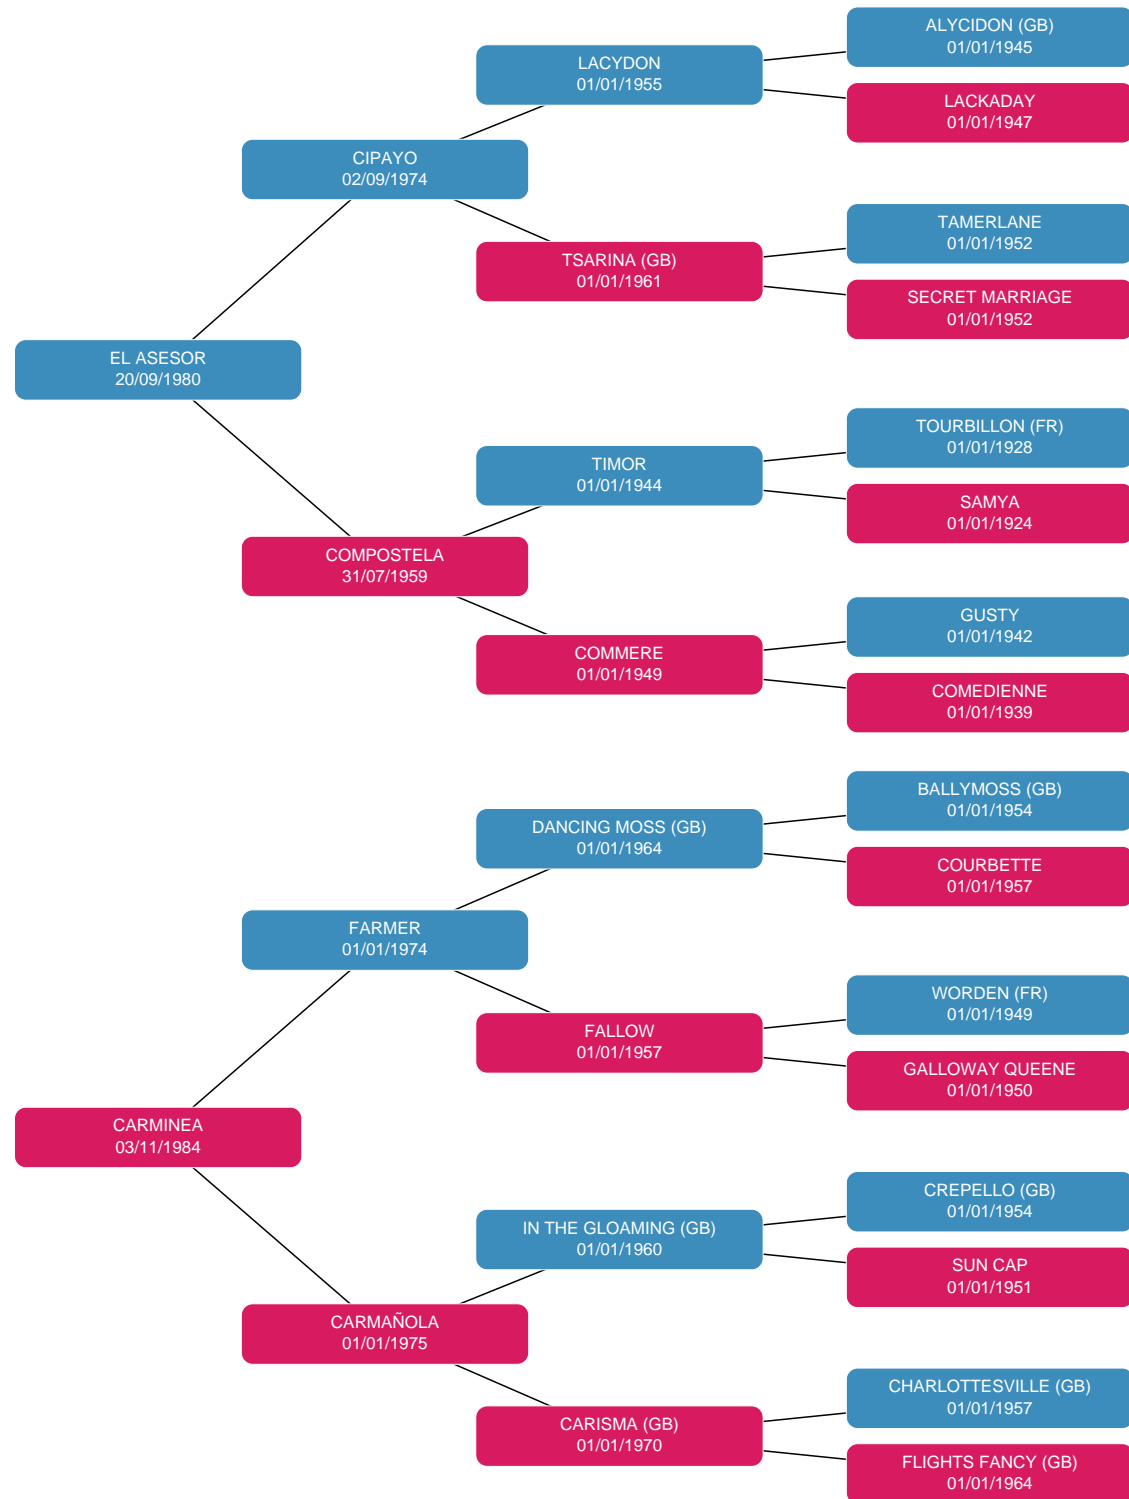 ALYCIDON (GB)
01/01/1945
LACYDON
01/01/1955
LACKADAY
01/01/1947
CIPAYO
02/09/1974
TAMERLANE
01/01/1952
TSARINA (GB)
01/01/1961
SECRET MARRIAGE
01/01/1952
EL ASESOR
20/09/1980
TOURBILLON (FR)
01/01/1928
TIMOR
01/01/1944
SAMYA
01/01/1924
COMPOSTELA
31/07/1959
GUSTY
01/01/1942
COMMERE
01/01/1949
COMEDIENNE
01/01/1939
BALLYMOSS (GB)
01/01/1954
DANCING MOSS (GB)
01/01/1964
COURBETTE
01/01/1957
FARMER
01/01/1974
WORDEN (FR)
01/01/1949
FALLOW
01/01/1957
GALLOWAY QUEENE
01/01/1950
CARMINEA
03/11/1984
CREPELLO (GB)
01/01/1954
IN THE GLOAMING (GB)
01/01/1960
SUN CAP
01/01/1951
CARMAÑOLA
01/01/1975
CHARLOTTESVILLE (GB)
01/01/1957
CARISMA (GB)
01/01/1970
FLIGHTS FANCY (GB)
01/01/1964